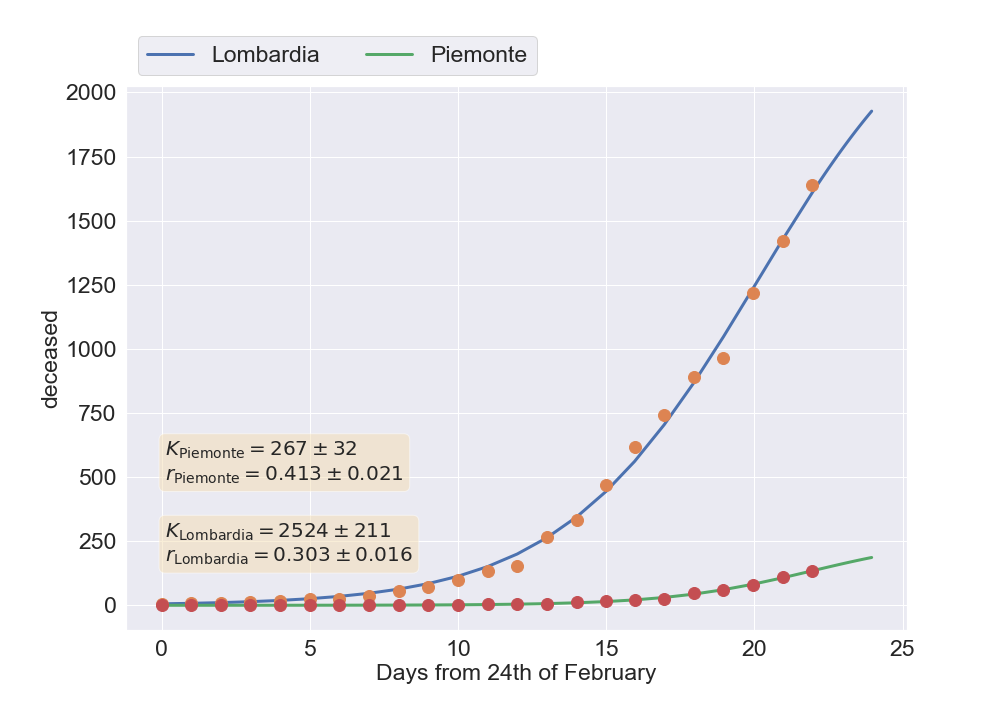 Lombardia Piemonte
2000
1750
1500
1250
1000
750
500
250
0
deceased
K_Piemonte = 267 ± 32
r_Piemonte = 0.413 ± 0.021
K_Lombardia = 2524 ± 211
r_Lombardia = 0.303 ± 0.016
0 5 10 15 20 25
Days from 24th of February